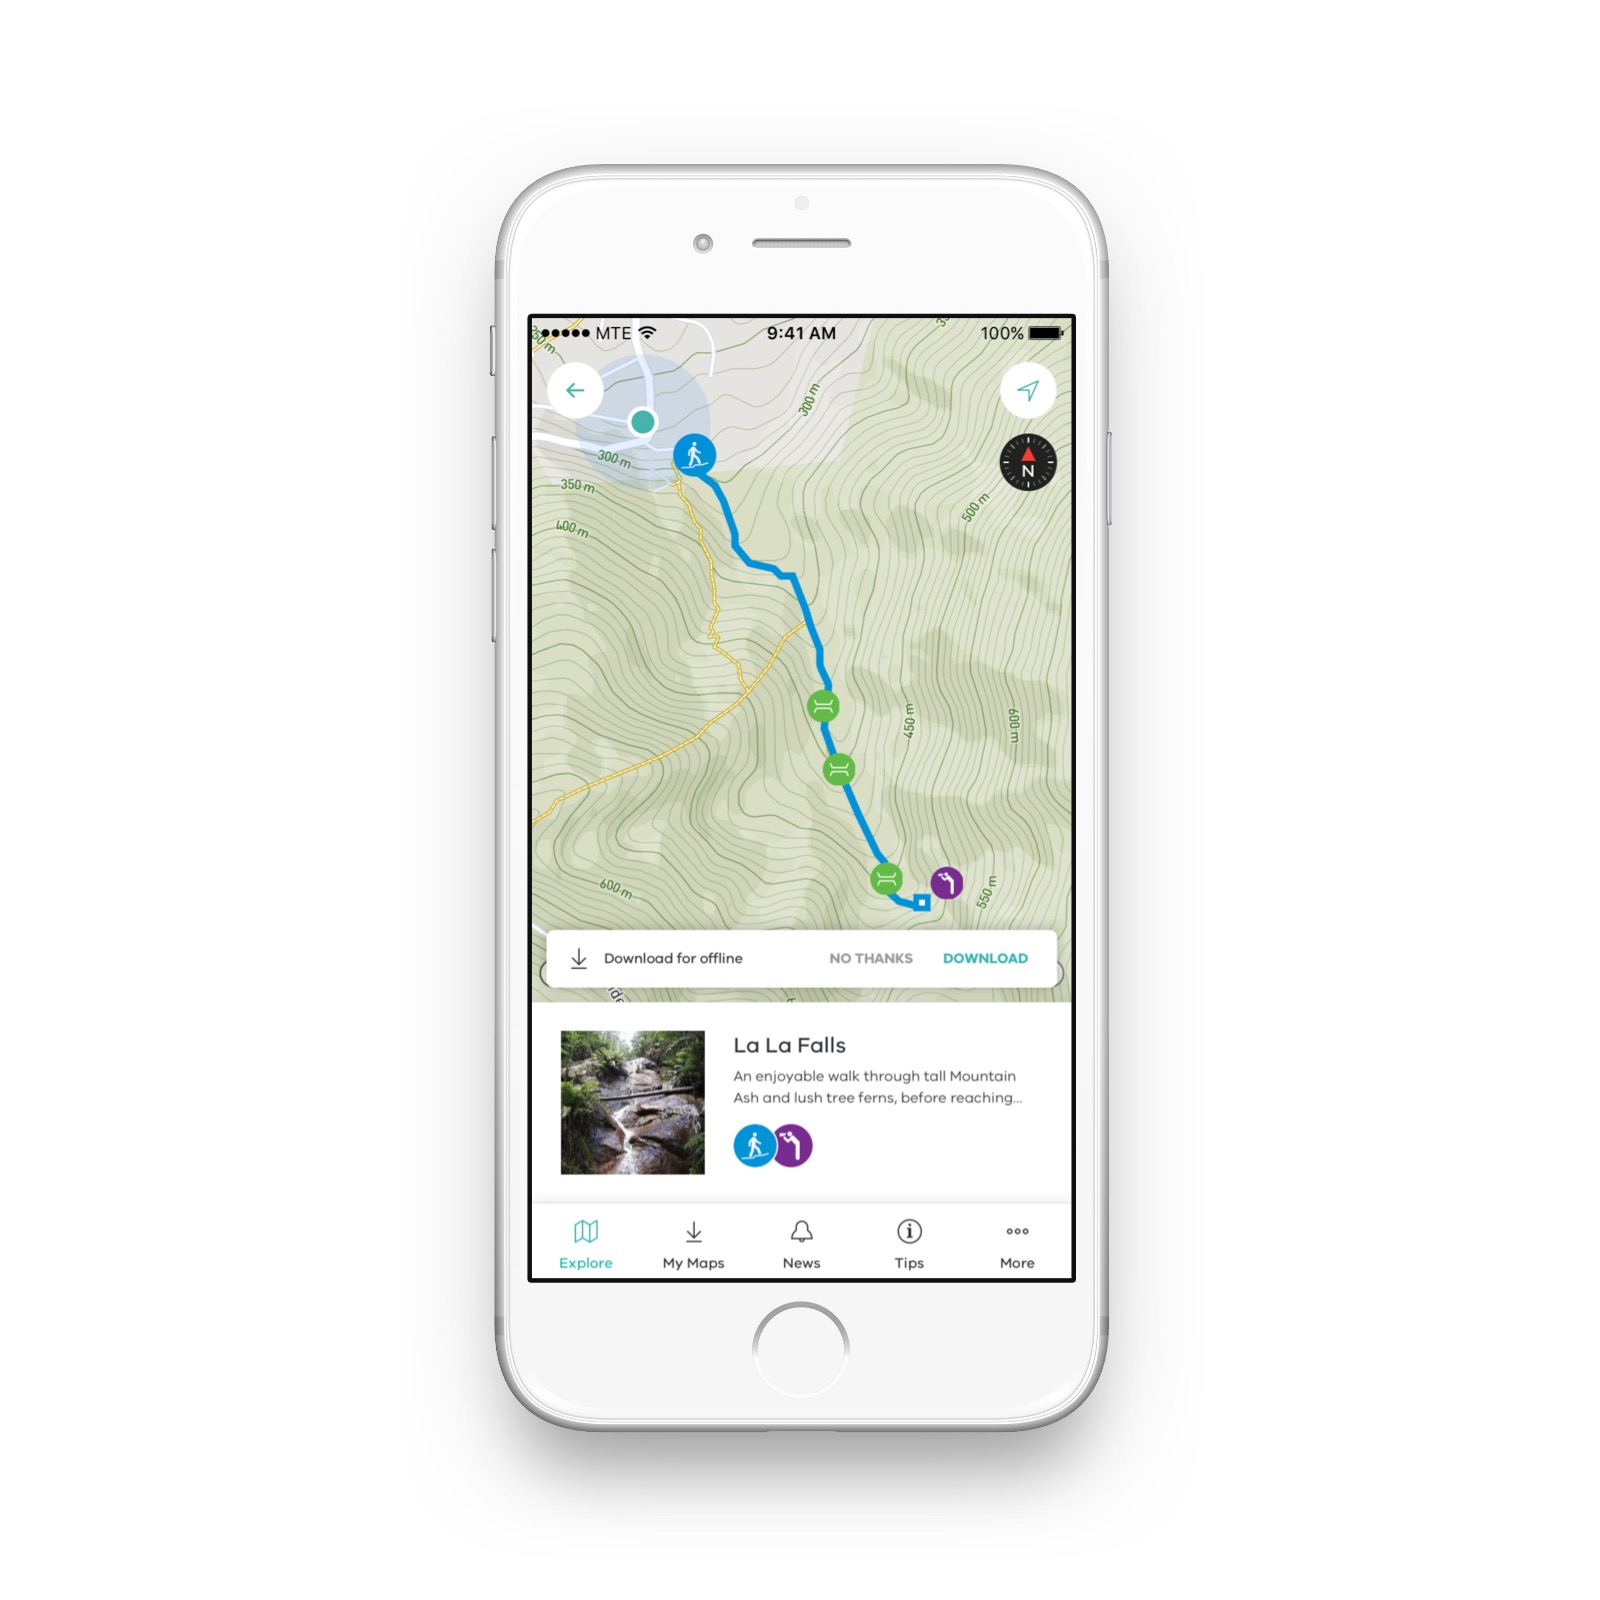 MTE
9:41 AM
100%
300 m
N
300 m
350 m
400 m
500 m
450 m
600 m
600 m
550 m
Download for offline
NO THANKS
DOWNLOAD
La La Falls
An enjoyable walk through tall Mountain
Ash and lush tree ferns, before reaching...
Explore
My Maps
News
Tips
More